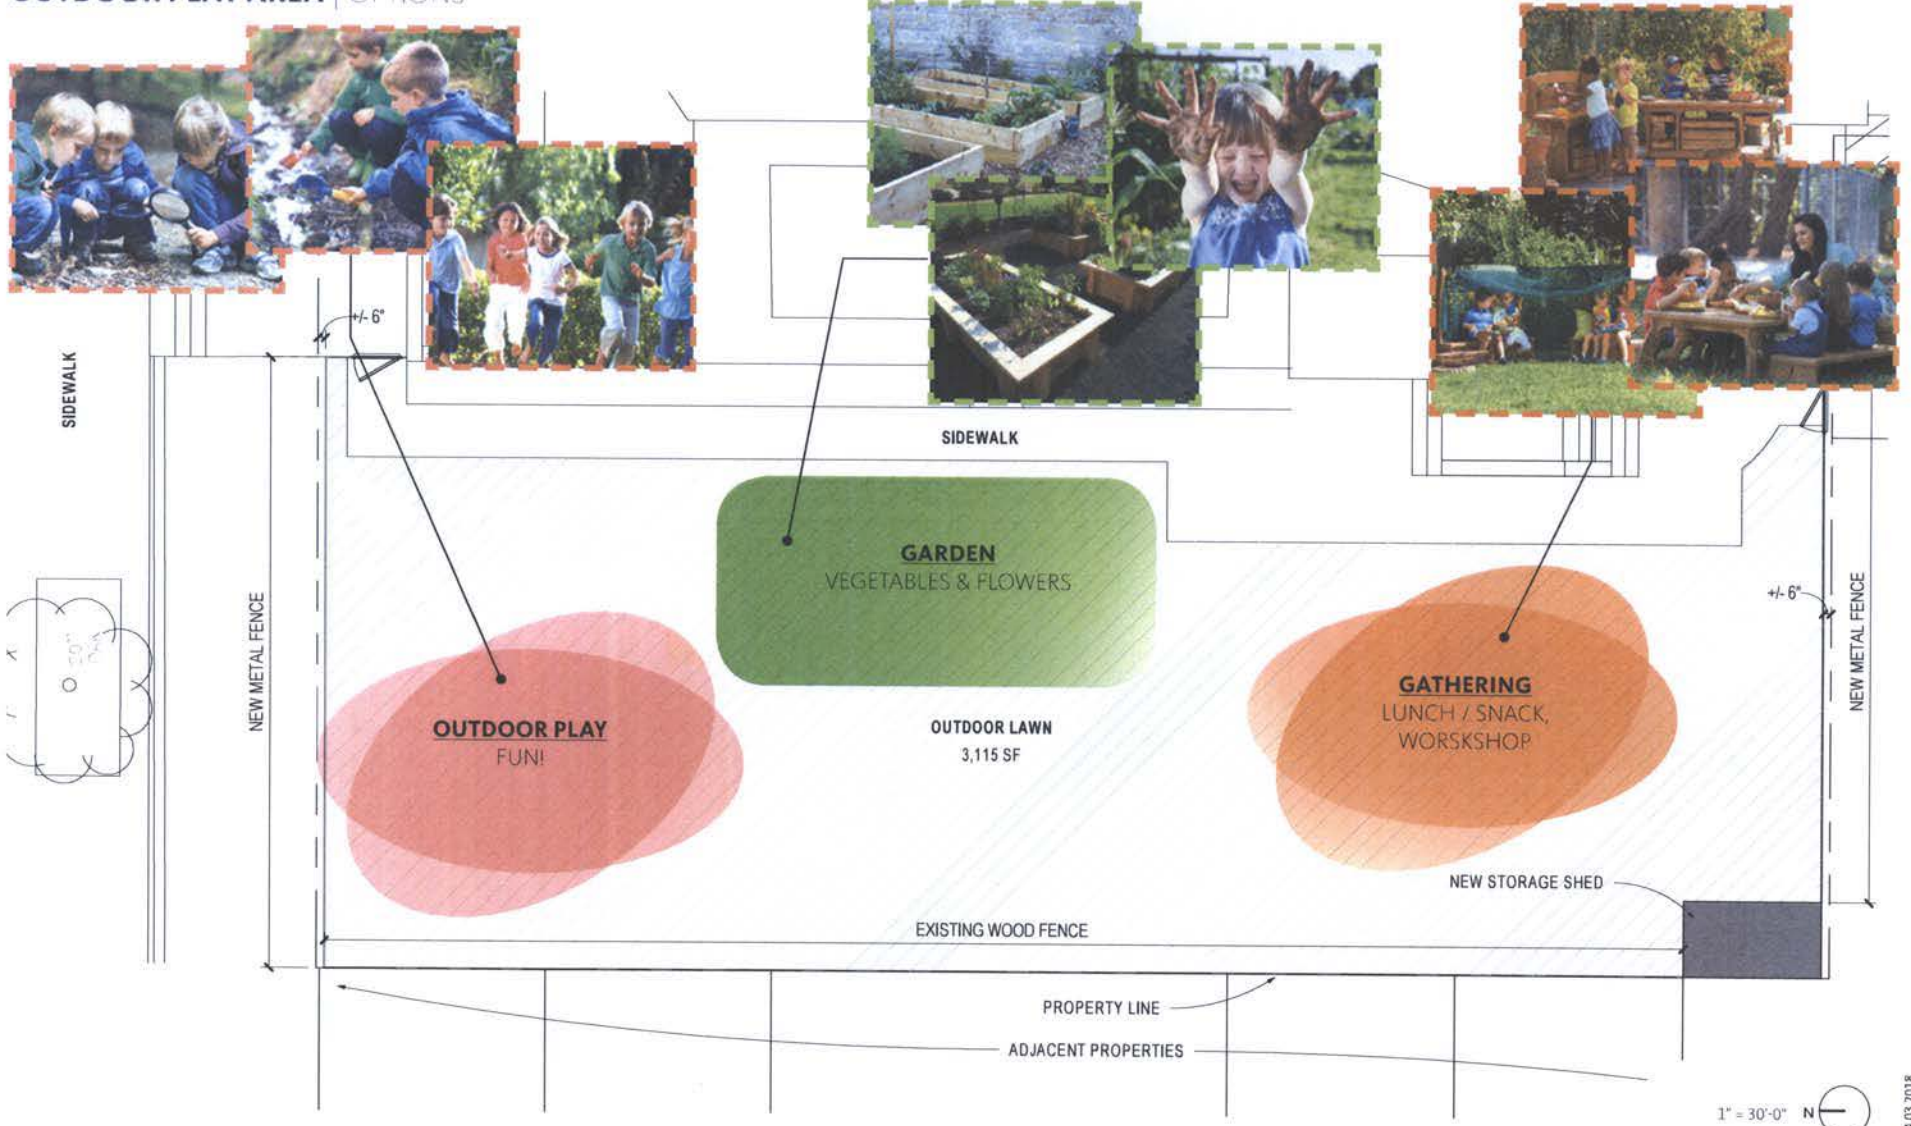 SIDEWALK
+/- 6"
SIDEWALK
GARDEN
VEGETABLES & FLOWERS
NEW METAL FENCE
OUTDOOR PLAY
FUN!
OUTDOOR LAWN
3,115 SF
GATHERING
LUNCH / SNACK,
WORSKSHOP
+/- 6"
NEW METAL FENCE
NEW STORAGE SHED
EXISTING WOOD FENCE
PROPERTY LINE
ADJACENT PROPERTIES
1" = 30'-0" N